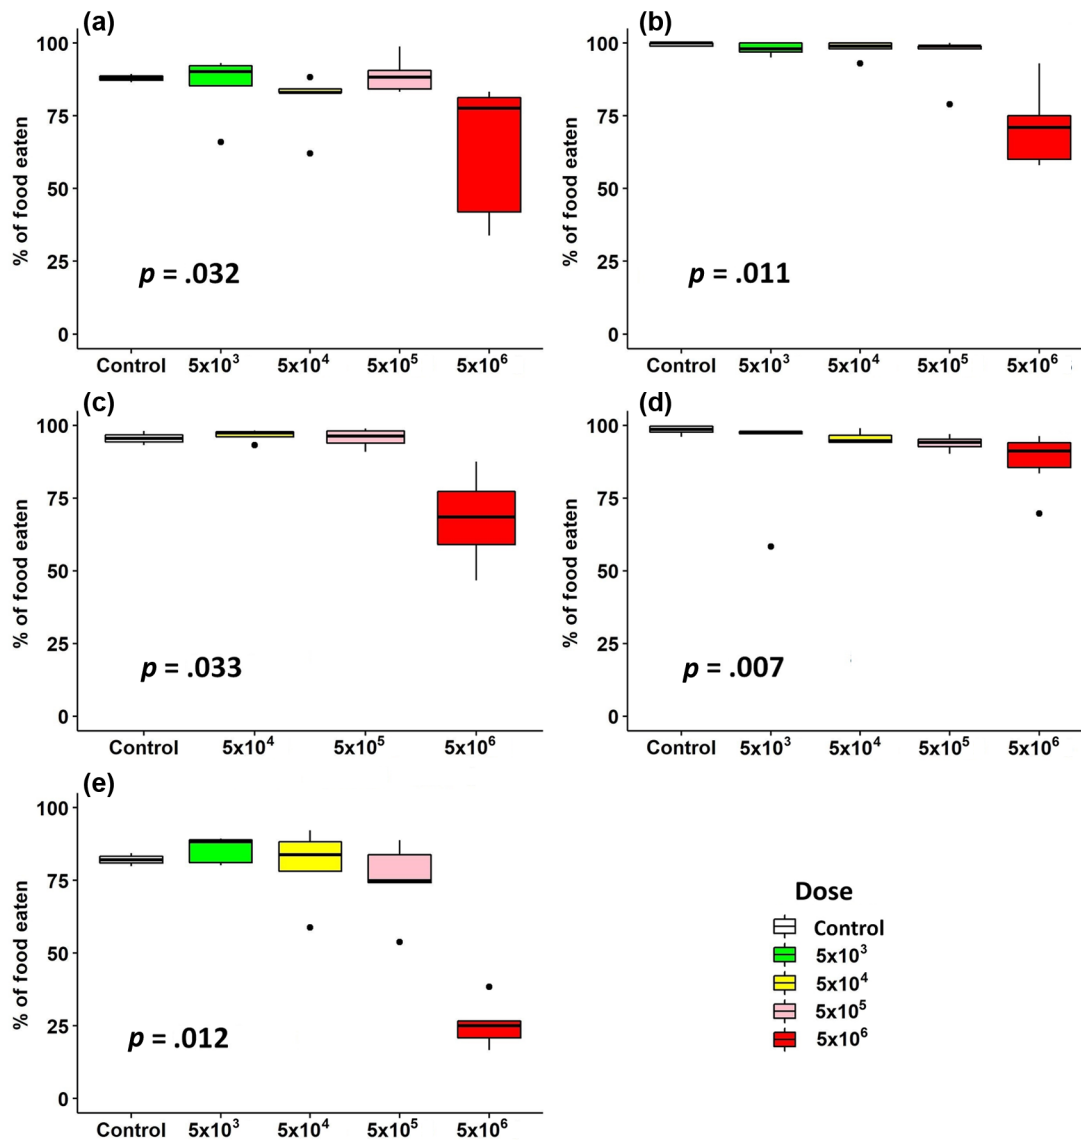 (a)
100
75
50
25
0
% of food eaten
p = .032
Control 5x10³ 5x10⁴ 5x10⁵ 5x10⁶
(b)
100
75
50
25
0
% of food eaten
p = .011
Control 5x10³ 5x10⁴ 5x10⁵ 5x10⁶
(c)
100
75
50
25
0
% of food eaten
p = .033
Control 5x10⁴ 5x10⁵ 5x10⁶
(d)
100
75
50
25
0
% of food eaten
p = .007
Control 5x10³ 5x10⁴ 5x10⁵ 5x10⁶
(e)
100
75
50
25
0
% of food eaten
p = .012
Control 5x10³ 5x10⁴ 5x10⁵ 5x10⁶
Dose
Control
5x10³
5x10⁴
5x10⁵
5x10⁶